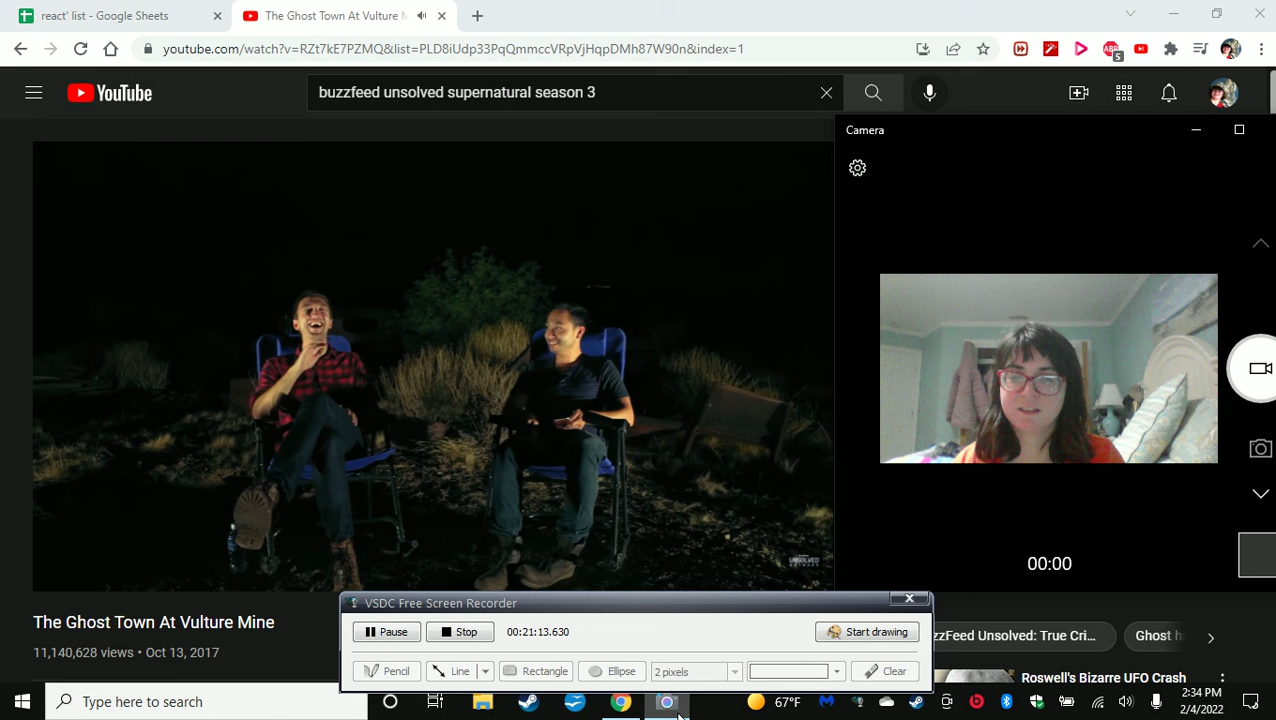 react' list - Google Sheets
The Ghost Town At Vulture M
youtube.com/watch?v=RZt7kE7PZMQ&list=PLD8iUdp33PqQmmccVRpVjHqpDMh87W90n&index=1
ABP
5
YouTube
buzzfeed unsolved supernatural season 3
Camera
UNSOLVED
00:00
VSDC Free Screen Recorder
Pause
Stop
00:21:13.630
Start drawing
Pencil
Line
Rectangle
Ellipse
2 pixels
Clear
The Ghost Town At Vulture Mine
11,140,628 views • Oct 13, 2017
zzFeed Unsolved: True Cri...
Ghost h
Roswell's Bizarre UFO Crash
Type here to search
67°F
2:34 PM
2/4/2022